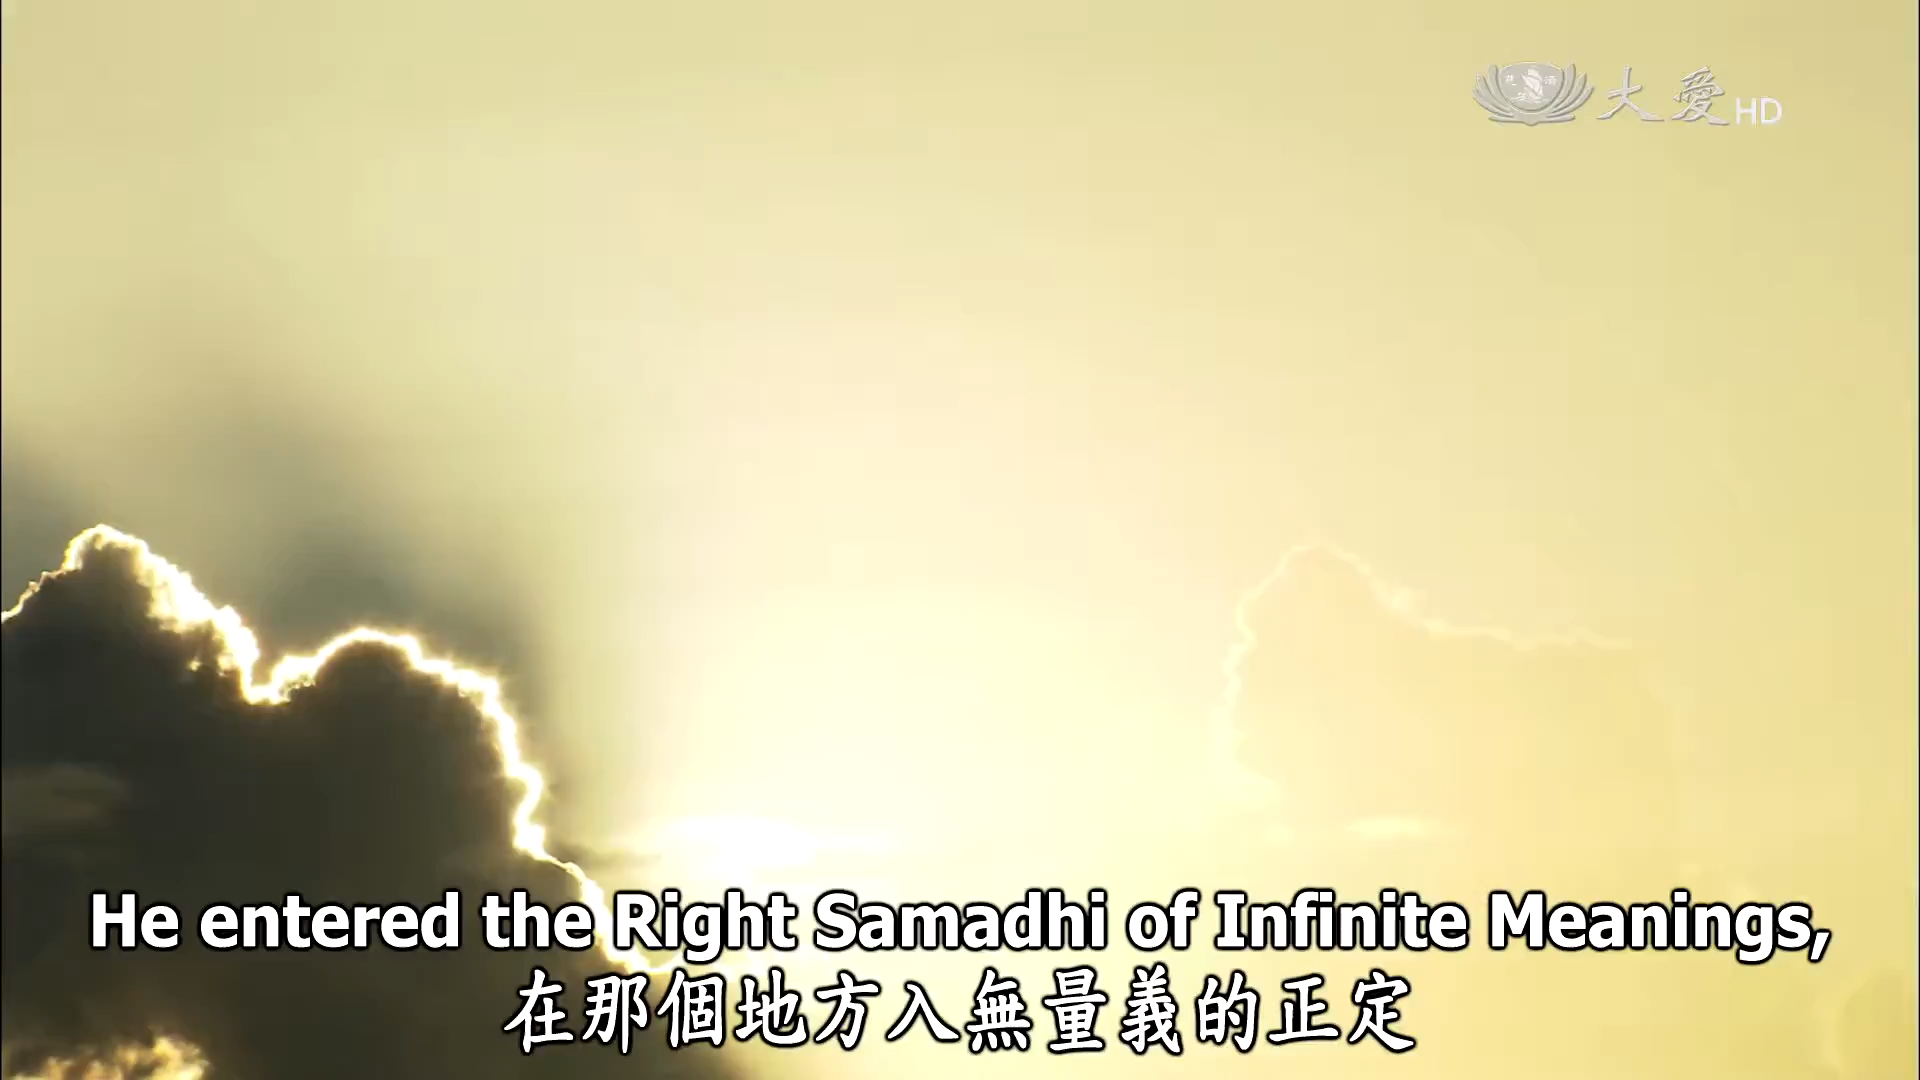 大愛HD
He entered the Right Samadhi of Infinite Meanings,
在那個地方入無量義的正定